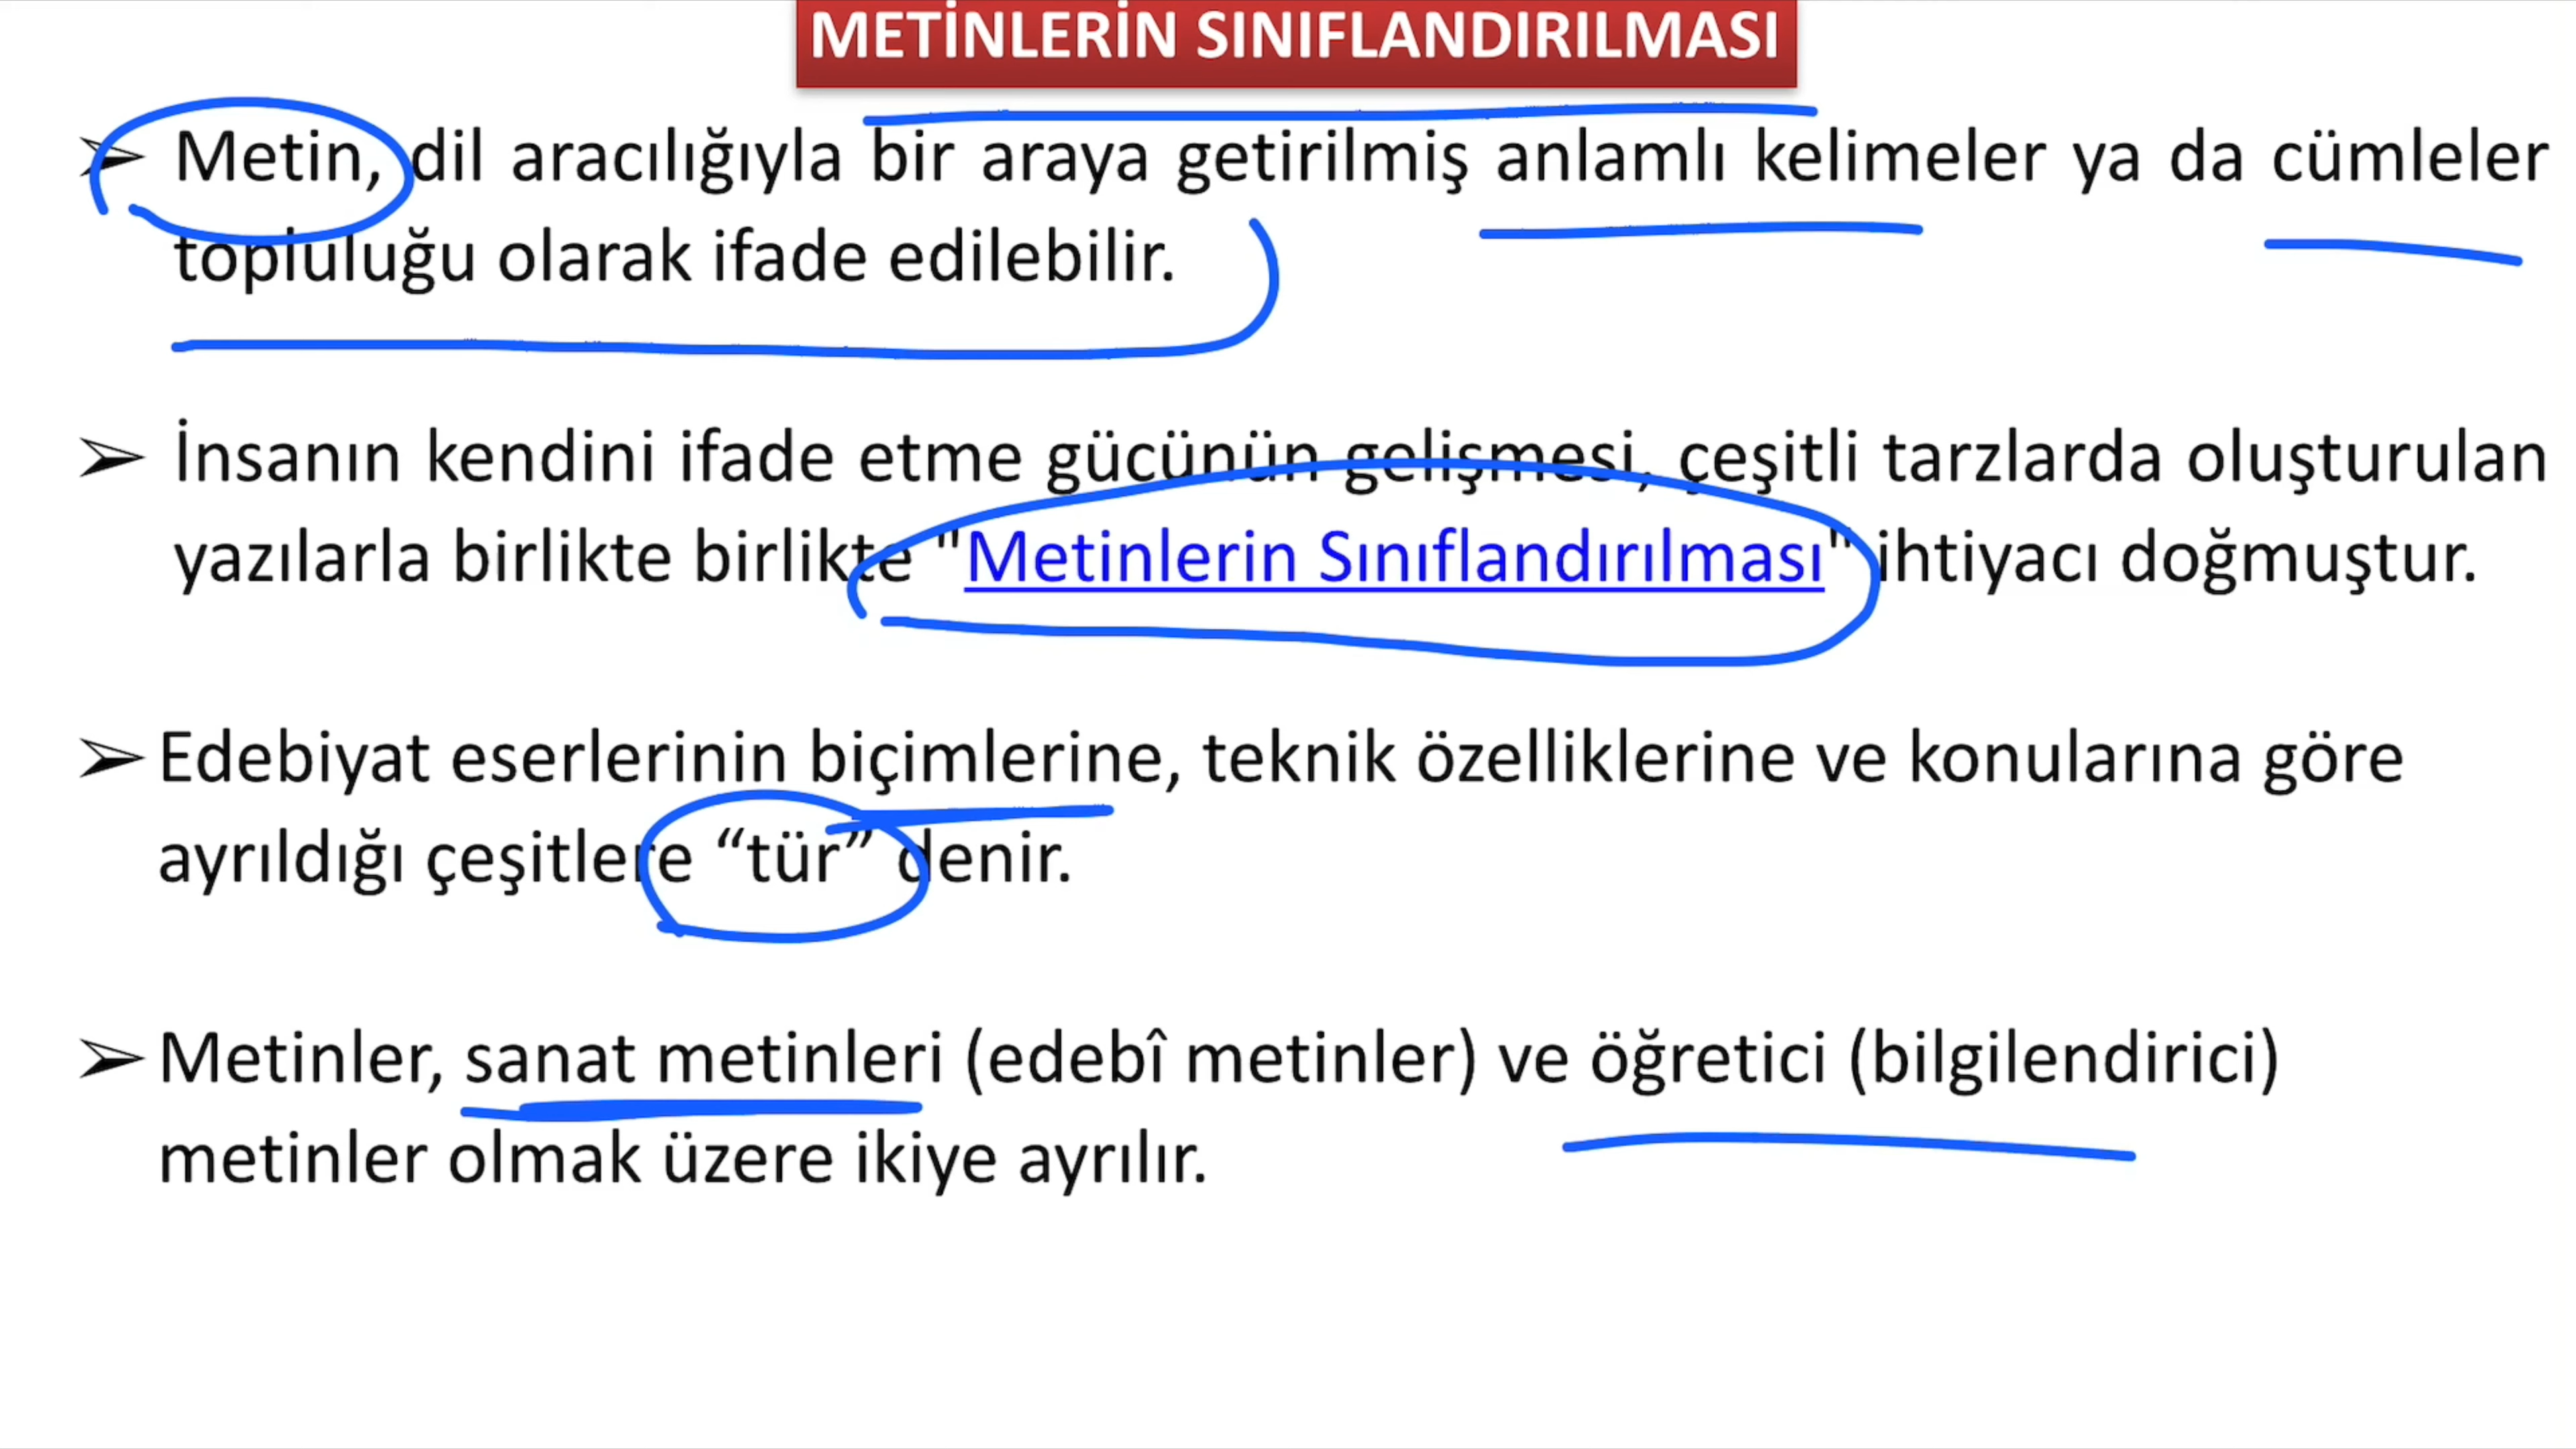 METİNLERİN SINIFLANDIRILMASI
➢ Metin, dil aracılığıyla bir araya getirilmiş anlamlı kelimeler ya da cümleler
topluluğu olarak ifade edilebilir.
➢ İnsanın kendini ifade etme gücünün gelişmesi, çeşitli tarzlarda oluşturulan
yazılarla birlikte birlikte "Metinlerin Sınıflandırılması" ihtiyacı doğmuştur.
➢ Edebiyat eserlerinin biçimlerine, teknik özelliklerine ve konularına göre
ayrıldığı çeşitlere “tür” denir.
➢ Metinler, sanat metinleri (edebî metinler) ve öğretici (bilgilendirici)
metinler olmak üzere ikiye ayrılır.